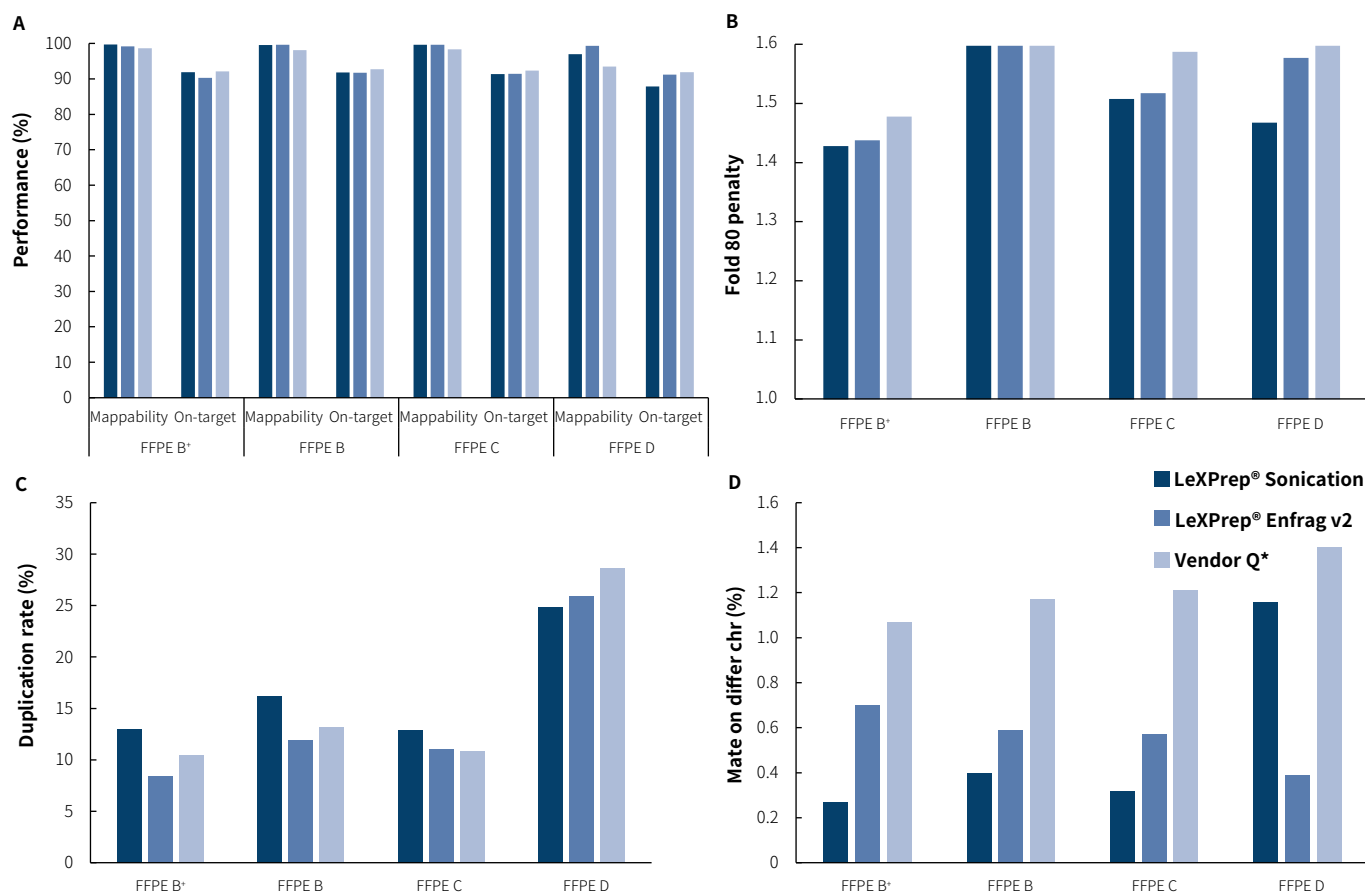 A
Performance (%)
100
90
80
70
60
50
40
30
20
10
0
Mappability On-target Mappability On-target Mappability On-target Mappability On-target
FFPE B⁺ FFPE B FFPE C FFPE D
B
Fold 80 penalty
1.6
1.5
1.4
1.3
1.2
1.1
1.0
FFPE B⁺ FFPE B FFPE C FFPE D
C
Duplication rate (%)
35
30
25
20
15
10
5
0
FFPE B⁺ FFPE B FFPE C FFPE D
D
Mate on differ chr (%)
1.6
1.4
1.2
1.0
0.8
0.6
0.4
0.2
0
LeXPrep® Sonication
LeXPrep® Enfrag v2
Vendor Q*
FFPE B⁺ FFPE B FFPE C FFPE D